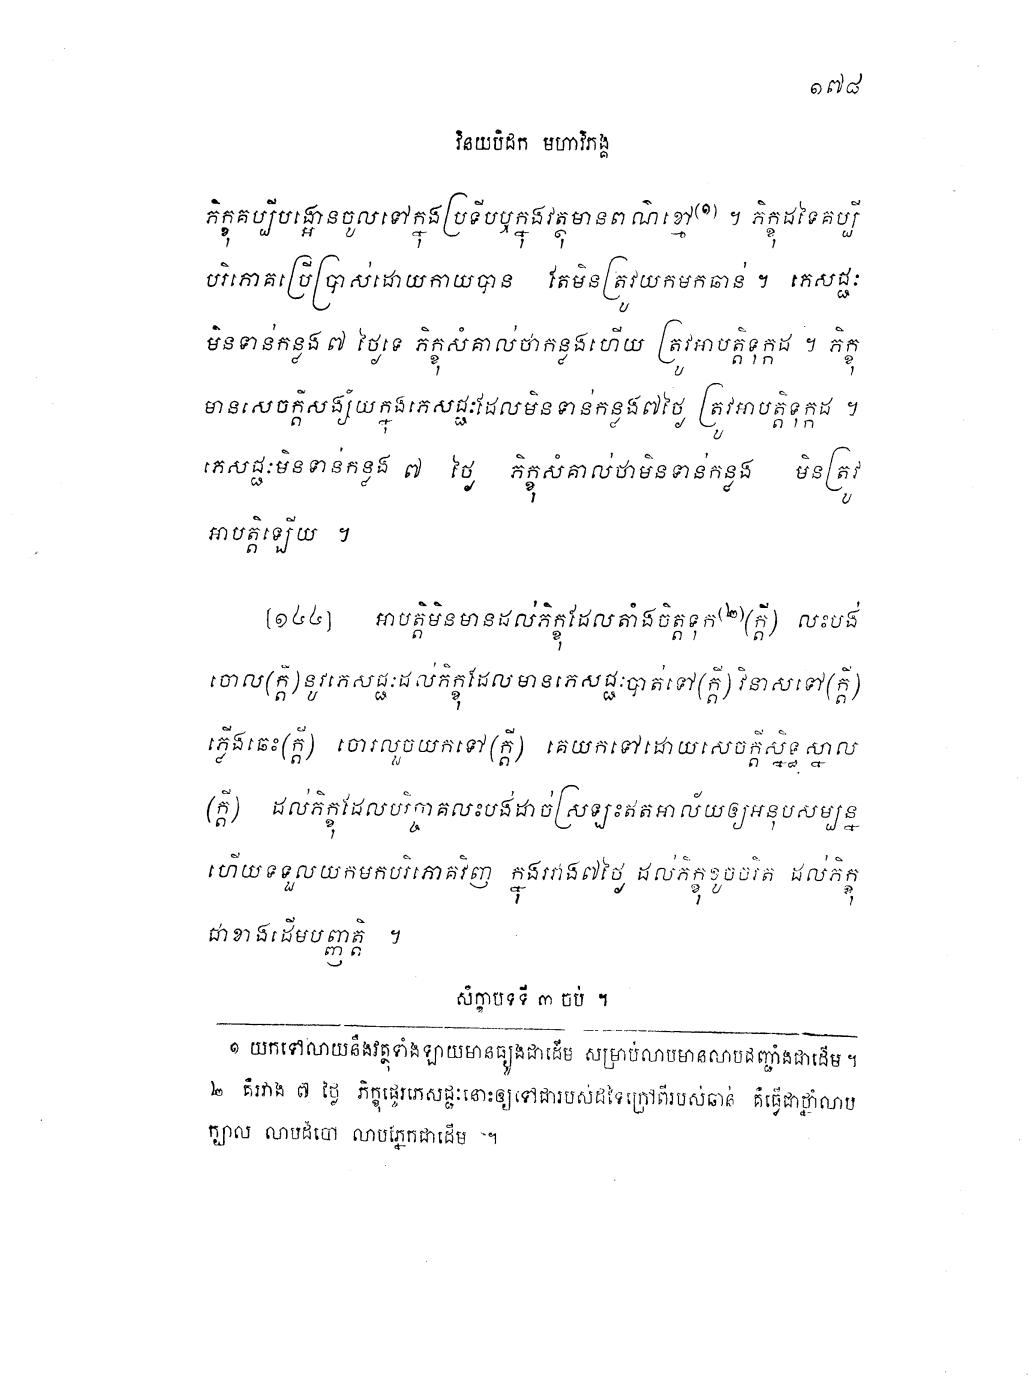 ១៧៨
វិនយបិដក មហាវិភង្គ
ភិក្ខុគប្បីបង្អោនចូលទៅក្នុងប្រទីបឬក្នុងវត្ថុមានពណ៌ខ្មៅ(១) ។ ភិក្ខុដទៃគប្បី
បរិភោគប្រើប្រាស់ដោយកាយបាន តែមិនត្រូវយកមកឆាន់ ។ ភេសជ្ជៈ
មិនទាន់កន្លង ៧ ថ្ងៃទេ ភិក្ខុសំគាល់ថាកន្លងហើយ ត្រូវអាបត្តិទុក្កដ ។ ភិក្ខុ
មានសេចក្តីសង្ស័យក្នុងភេសជ្ជៈដែលមិនទាន់កន្លង៧ថ្ងៃ ត្រូវអាបត្តិទុក្កដ ។
ភេសជ្ជៈមិនទាន់កន្លង ៧ ថ្ងៃ ភិក្ខុសំគាល់ថាមិនទាន់កន្លង មិនត្រូវ
អាបត្តិឡើយ ។
[១៤៤] អាបត្តិមិនមានដល់ភិក្ខុដែលតាំងចិត្តទុក(២)(ក្តី) លះបង់
ចោល(ក្តី)នូវភេសជ្ជៈដល់ភិក្ខុដែលមានភេសជ្ជៈបាត់ទៅ(ក្តី)វិនាសទៅ(ក្តី)
ភ្លើងឆេះ(ក្តី) ចោរលួចយកទៅ(ក្តី) គេយកទៅដោយសេចក្តីស្និទ្ធស្នាល
(ក្តី) ដល់ភិក្ខុដែលបរិច្ចាគលះបង់ដាច់ស្រឡះឥតអាល័យឲ្យអនុបសម្បន្ន
ហើយទទួលយកមកបរិភោគវិញ ក្នុងរវាង៧ថ្ងៃ ដល់ភិក្ខុឆ្កួតចរិត ដល់ភិក្ខុ
ជាខាងដើមបញ្ញត្តិ ។
សិក្ខាបទទី ៣ ចប់ ។
១ យកទៅលាយនឹងវត្ថុទាំងឡាយមានធ្យូងជាដើម សម្រាប់លាបមានលាបជញ្ជាំងជាដើម។
២ គឺរវាង ៧ ថ្ងៃ ភិក្ខុផ្ទេរភេសជ្ជៈនោះឲ្យទៅជារបស់ដទៃក្រៅពីរបស់ឆាន់ គឺធ្វើជាថ្នាំលាប
ក្បាល លាបដំបៅ លាបភ្នែកជាដើម ។